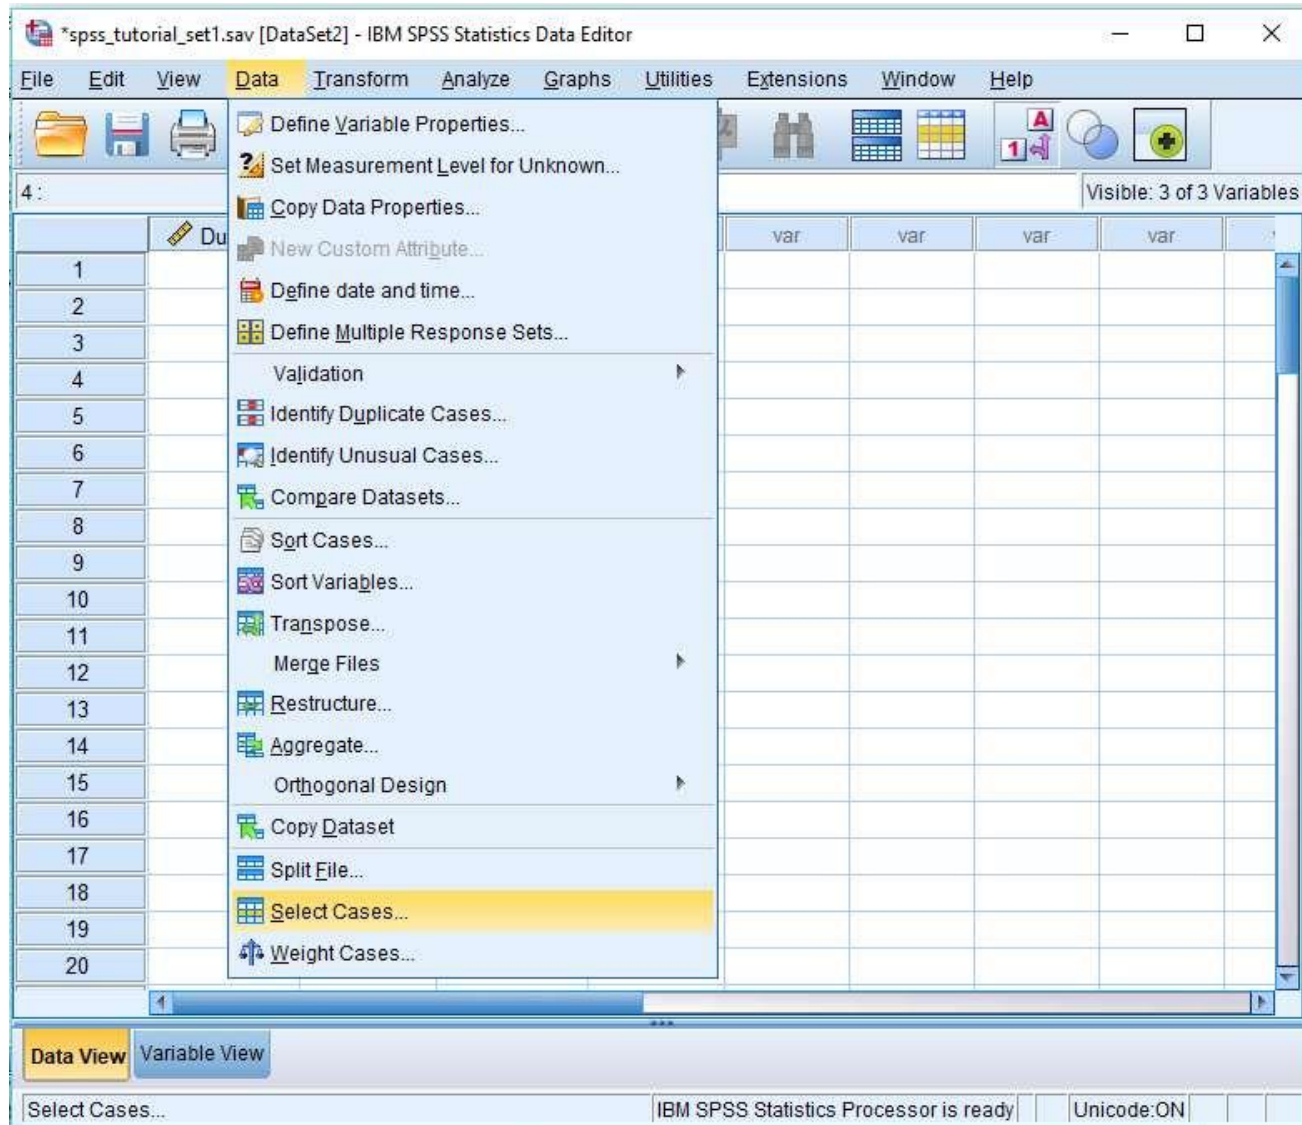 *spss_tutorial_set1.sav [DataSet2] - IBM SPSS Statistics Data Editor
File Edit View Data Transform Analyze Graphs Utilities Extensions Window Help
A
1
4 :
Visible: 3 of 3 Variables
Du
var var var var
1
2
3
4
5
6
7
8
9
10
11
12
13
14
15
16
17
18
19
20
Define Variable Properties...
Set Measurement Level for Unknown...
Copy Data Properties...
New Custom Attribute...
Define date and time...
Define Multiple Response Sets...
Validation
Identify Duplicate Cases...
Identify Unusual Cases...
Compare Datasets...
Sort Cases...
Sort Variables...
Transpose...
Merge Files
Restructure...
Aggregate...
Orthogonal Design
Copy Dataset
Split File...
Select Cases...
Weight Cases...
Data View Variable View
Select Cases... IBM SPSS Statistics Processor is ready Unicode:ON